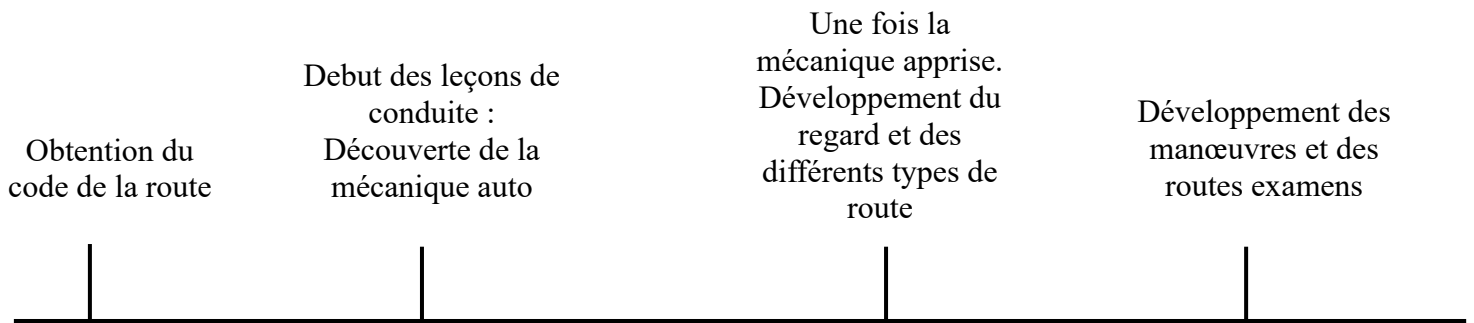 Obtention du
code de la route
Debut des leçons de
conduite :
Découverte de la
mécanique auto
Une fois la
mécanique apprise.
Développement du
regard et des
différents types de
route
Développement des
manœuvres et des
routes examens